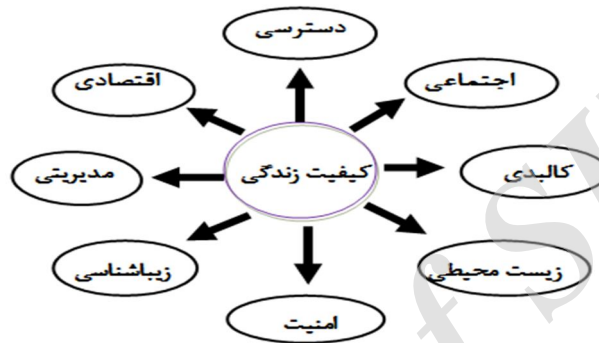 دسترسی
اجتماعی
اقتصادی
کالبدی
کیفیت زندگی
مدیریتی
زیست محیطی
زیباشناسی
امنیت